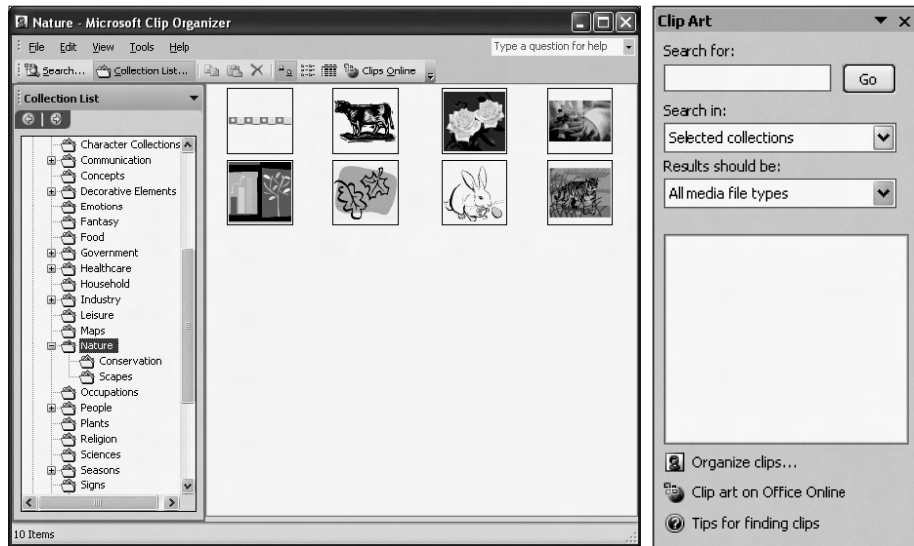 Nature - Microsoft Clip Organizer
File Edit View Tools Help
Type a question for help
Search... Collection List... Clips Online
Collection List
Character Collections
Communication
Concepts
Decorative Elements
Emotions
Fantasy
Food
Government
Healthcare
Household
Industry
Leisure
Maps
Nature
Conservation
Scapes
Occupations
People
Plants
Religion
Sciences
Seasons
Signs
10 Items
Clip Art
Search for:
Go
Search in:
Selected collections
Results should be:
All media file types
Organize clips...
Clip art on Office Online
Tips for finding clips